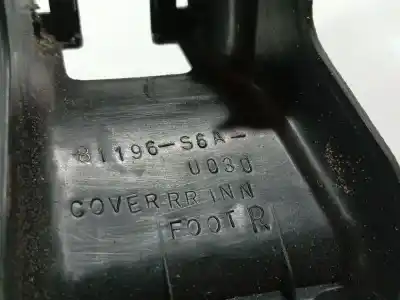 81196-S6A-
U030
COVER RR INN
FOOT R